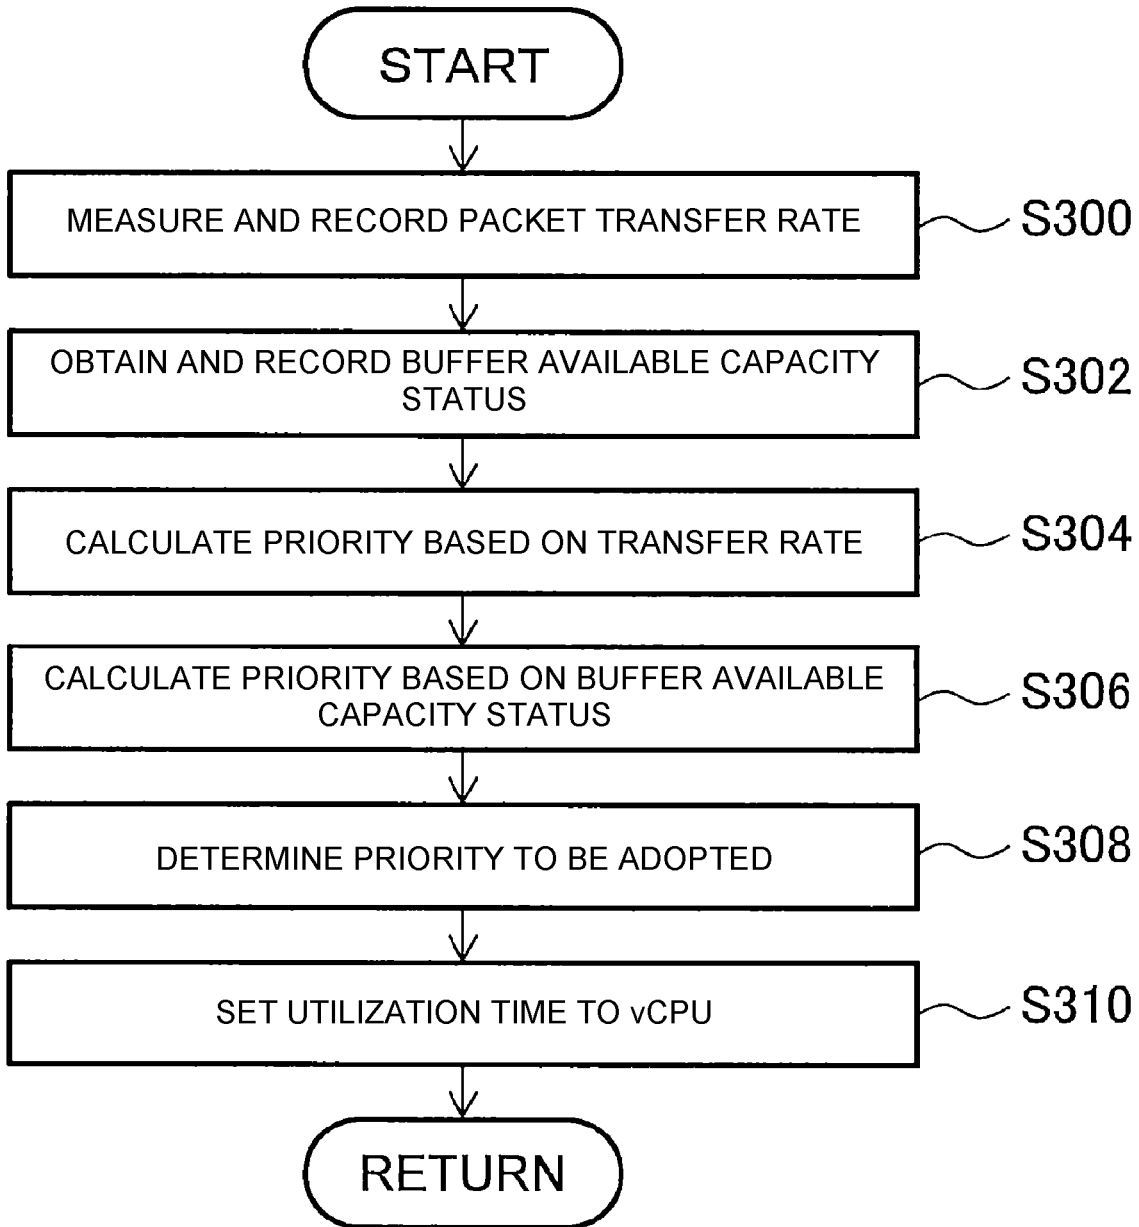 START
MEASURE AND RECORD PACKET TRANSFER RATE
S300
OBTAIN AND RECORD BUFFER AVAILABLE CAPACITY
STATUS
S302
CALCULATE PRIORITY BASED ON TRANSFER RATE
S304
CALCULATE PRIORITY BASED ON BUFFER AVAILABLE
CAPACITY STATUS
S306
DETERMINE PRIORITY TO BE ADOPTED
S308
SET UTILIZATION TIME TO vCPU
S310
RETURN